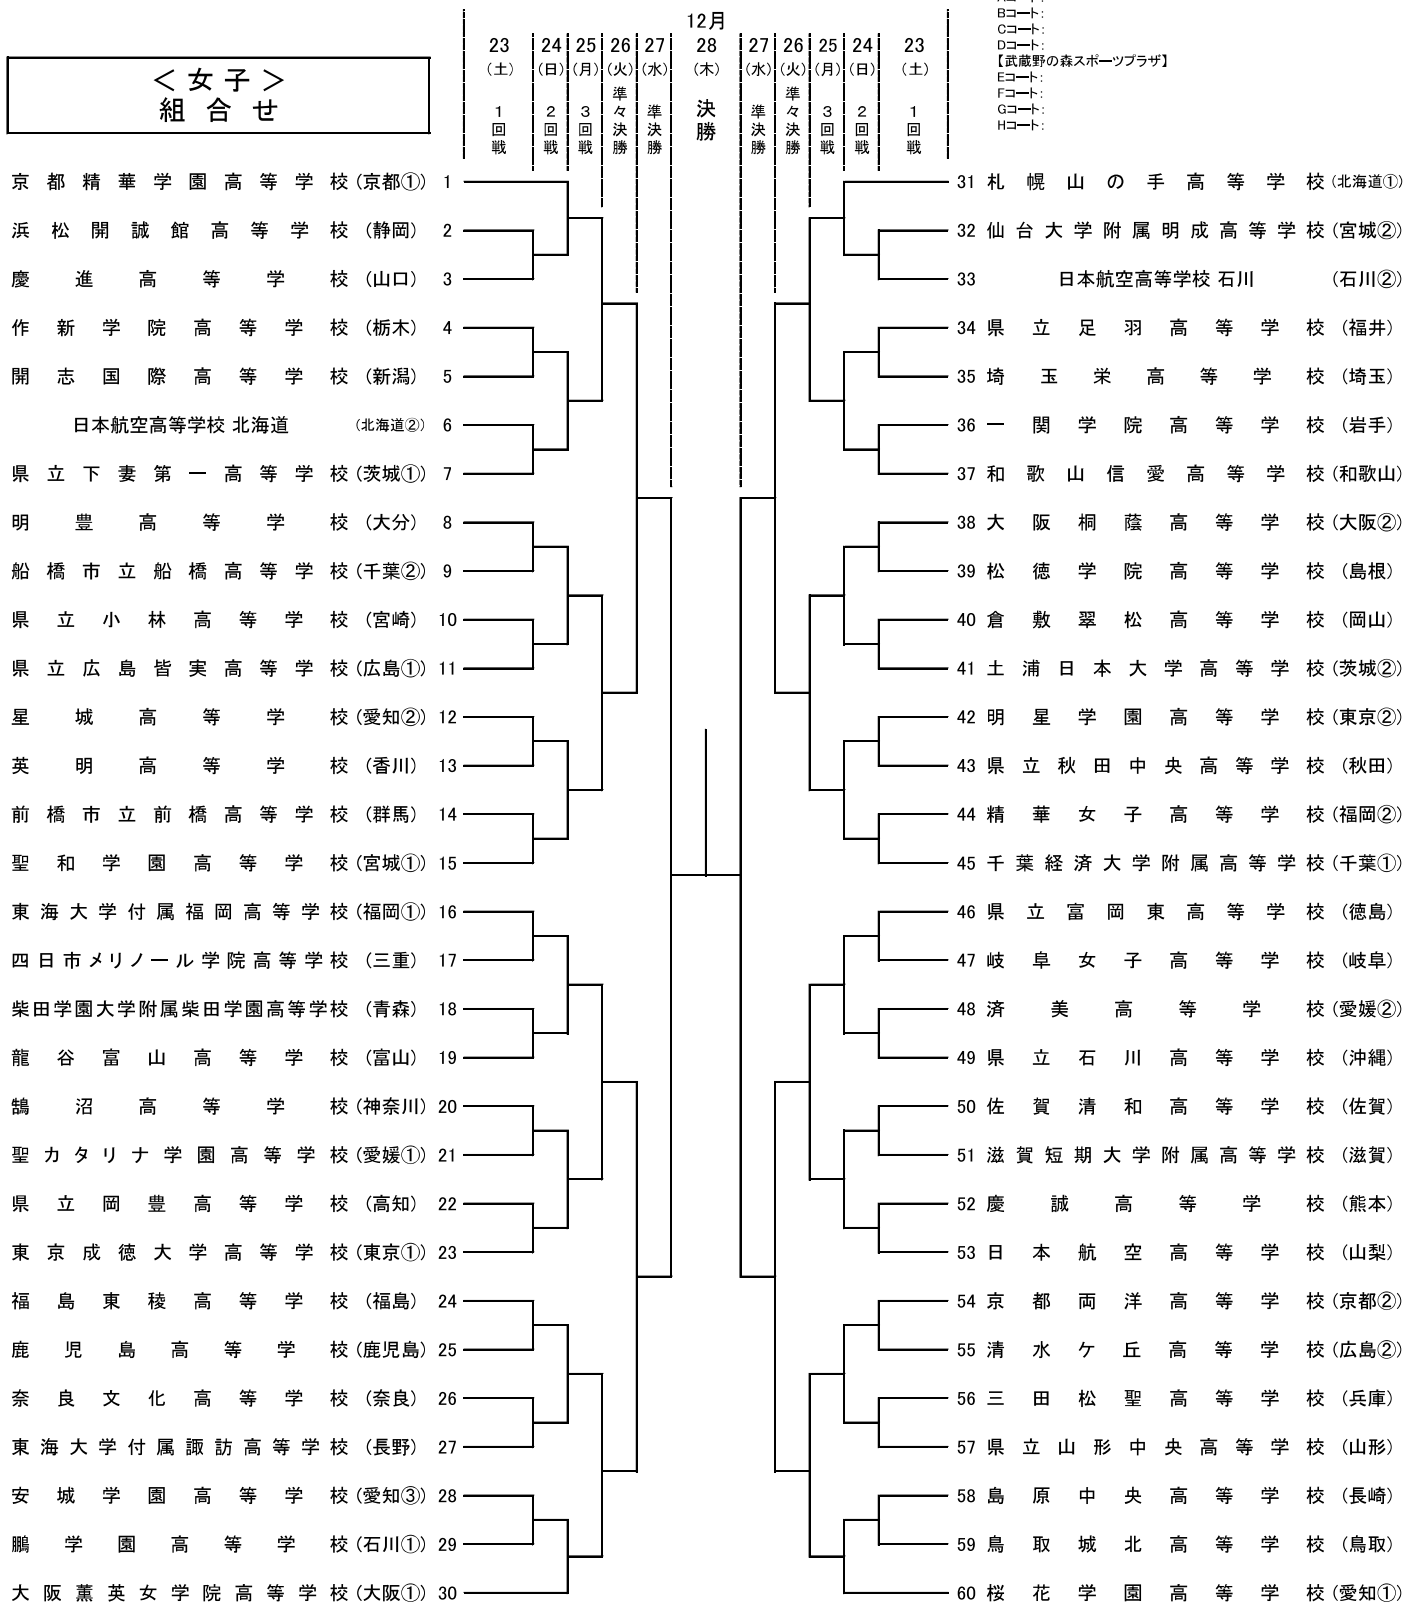 12月
23 24 25 26 27 28 27 26 25 24 23
(土) (日) (月) (火) (水) (木) (水) (火) (月) (日) (土)
1回戦 2回戦 3回戦 準々決勝 準決勝 決勝 準決勝 準々決勝 3回戦 2回戦 1回戦
Bコート:
Cコート:
Dコート:
【武蔵野の森スポーツプラザ】
Eコート:
Fコート:
Gコート:
Hコート:
＜女子＞
組合せ
京都精華学園高等学校(京都①) 1
浜松開誠館高等学校(静岡) 2
慶進高等学校(山口) 3
作新学院高等学校(栃木) 4
開志国際高等学校(新潟) 5
日本航空高等学校 北海道 (北海道②) 6
県立下妻第一高等学校(茨城①) 7
明豊高等学校(大分) 8
船橋市立船橋高等学校(千葉②) 9
県立小林高等学校(宮崎) 10
県立広島皆実高等学校(広島①) 11
星城高等学校(愛知②) 12
英明高等学校(香川) 13
前橋市立前橋高等学校(群馬) 14
聖和学園高等学校(宮城①) 15
東海大学付属福岡高等学校(福岡①) 16
四日市メリノール学院高等学校(三重) 17
柴田学園大学附属柴田学園高等学校(青森) 18
龍谷富山高等学校(富山) 19
鵠沼高等学校(神奈川) 20
聖カタリナ学園高等学校(愛媛①) 21
県立岡豊高等学校(高知) 22
東京成徳大学高等学校(東京①) 23
福島東稜高等学校(福島) 24
鹿児島高等学校(鹿児島) 25
奈良文化高等学校(奈良) 26
東海大学付属諏訪高等学校(長野) 27
安城学園高等学校(愛知③) 28
鵬学園高等学校(石川①) 29
大阪薫英女学院高等学校(大阪①) 30
31 札幌山の手高等学校(北海道①)
32 仙台大学附属明成高等学校(宮城②)
33 日本航空高等学校 石川 (石川②)
34 県立足羽高等学校(福井)
35 埼玉栄高等学校(埼玉)
36 一関学院高等学校(岩手)
37 和歌山信愛高等学校(和歌山)
38 大阪桐蔭高等学校(大阪②)
39 松徳学院高等学校(島根)
40 倉敷翠松高等学校(岡山)
41 土浦日本大学高等学校(茨城②)
42 明星学園高等学校(東京②)
43 県立秋田中央高等学校(秋田)
44 精華女子高等学校(福岡②)
45 千葉経済大学附属高等学校(千葉①)
46 県立富岡東高等学校(徳島)
47 岐阜女子高等学校(岐阜)
48 済美高等学校(愛媛②)
49 県立石川高等学校(沖縄)
50 佐賀清和高等学校(佐賀)
51 滋賀短期大学附属高等学校(滋賀)
52 慶誠高等学校(熊本)
53 日本航空高等学校(山梨)
54 京都両洋高等学校(京都②)
55 清水ケ丘高等学校(広島②)
56 三田松聖高等学校(兵庫)
57 県立山形中央高等学校(山形)
58 島原中央高等学校(長崎)
59 鳥取城北高等学校(鳥取)
60 桜花学園高等学校(愛知①)